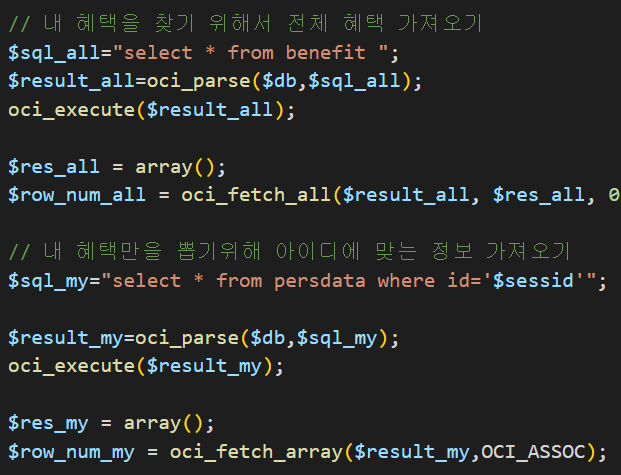 // 내 혜택을 찾기 위해서 전체 혜택 가져오기
$sql_all="select * from benefit ";
$result_all=oci_parse($db,$sql_all);
oci_execute($result_all);
$res_all = array();
$row_num_all = oci_fetch_all($result_all, $res_all, 0
// 내 혜택만을 뽑기위해 아이디에 맞는 정보 가져오기
$sql_my="select * from persdata where id='$sessid'";
$result_my=oci_parse($db,$sql_my);
oci_execute($result_my);
$res_my = array();
$row_num_my = oci_fetch_array($result_my,OCI_ASSOC);